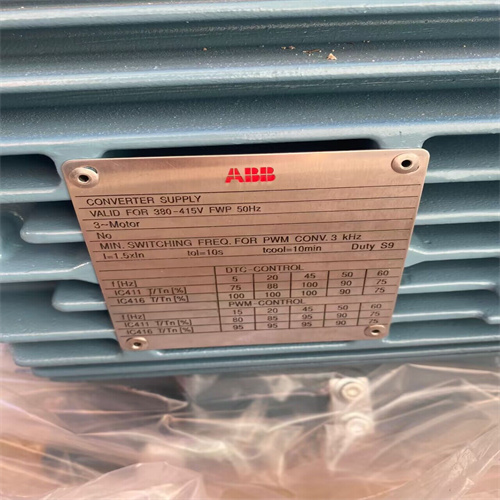 ABB
CONVERTER SUPPLY
VALID FOR 380-415V FWP 50Hz
3~Motor
No
MIN. SWITCHING FREQ. FOR PWM CONV. 3 kHz
I=1.5xIn tol=10s tcool=10min Duty S9
DTC-CONTROL
f [Hz] 5 20 45 50 60
IC411 T/Tn [%] 75 88 100 90 75
IC416 T/Tn [%] 100 100 100 90 75
PWM-CONTROL
f [Hz] 15 20 45 50 60
IC411 T/Tn [%] 80 85 95 90 75
IC416 T/Tn [%] 95 95 95 90 75